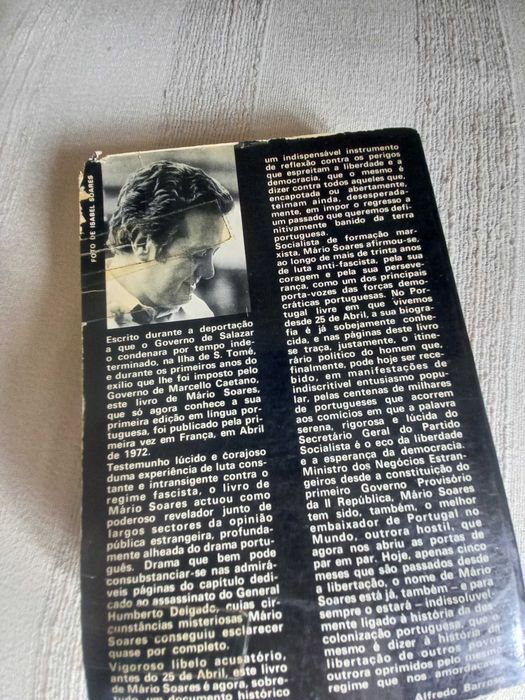 FOTO DE ISABEL SOARES
Escrito durante a deportação
a que o Governo de Salazar
o condenara por tempo inde-
terminado, na Ilha de S. Tomé,
e durante os primeiros anos do
exílio que lhe foi imposto pelo
Governo de Marcello Caetano,
este livro de Mário Soares,
que só agora conhece a sua
primeira edição em língua por-
tuguesa, foi publicado pela pri-
meira vez em França, em Abril
de 1972.
Testemunho lúcido e corajoso
duma experiência de luta cons-
tante e intransigente contra o
regime fascista, o livro de
Mário Soares actuou como
poderoso revelador junto de
largos sectores da opinião
pública estrangeira, profunda-
mente alheada do drama portu-
guês. Drama que bem pode
consubstanciar-se nas admirá-
veis páginas do capítulo dedi-
cado ao assassinato do General
Humberto Delgado, cujas cir-
cunstâncias misteriosas Mário
Soares conseguiu esclarecer
quase por completo.
Vigoroso libelo acusatório,
antes do 25 de Abril, este livro
de Mário Soares é agora, sobre-
tudo, um documento histórico
um indispensável instrumento
de reflexão contra os perigos
que espreitam a liberdade e a
democracia, que o mesmo é
dizer contra todos aqueles que,
encapotada ou abertamente,
teimam ainda, desesperada-
mente, em impor o regresso a
um passado que queremos defi-
nitivamente banido da terra
portuguesa.
Socialista de formação mar-
xista, Mário Soares afirmou-se,
ao longo de mais de trinta anos
de luta anti-fascista, pela sua
coragem e pela sua perseve-
rança, como um dos principais
porta-vozes das forças demo-
cráticas portuguesas. No Por-
tugal livre em que vivemos
desde 25 de Abril, a sua biogra-
fia é já sobejamente conhe-
cida, e nas páginas deste livro
se traça, justamente, o itine-
rário político do homem que,
finalmente, pode hoje ser rece-
bido, em manifestações de
indiscritível entusiasmo popu-
lar, pelas centenas de milhares
de portugueses que acorrem
aos comícios em que a palavra
serena, rigorosa e lúcida do
Secretário Geral do Partido
Socialista é o eco da liberdade
e a esperança da democracia.
Ministro dos Negócios Estran-
geiros desde a constituição do
primeiro Governo Provisório
da II República, Mário Soares
tem sido, também, o melhor
embaixador de Portugal no
Mundo, outrora hostil, que
agora nos abriu as portas de
par em par. Hoje, apenas cinco
meses que são passados desde
a libertação, o nome de Mário
Soares está já, também – e para
sempre o estará – indissoluvel-
mente ligado à história da des-
colonização portuguesa, que o
mesmo é dizer à história da
libertação de outros povos
outrora oprimidos pelo mesmo
regime que nos amordaçava
Alfredo Barroso